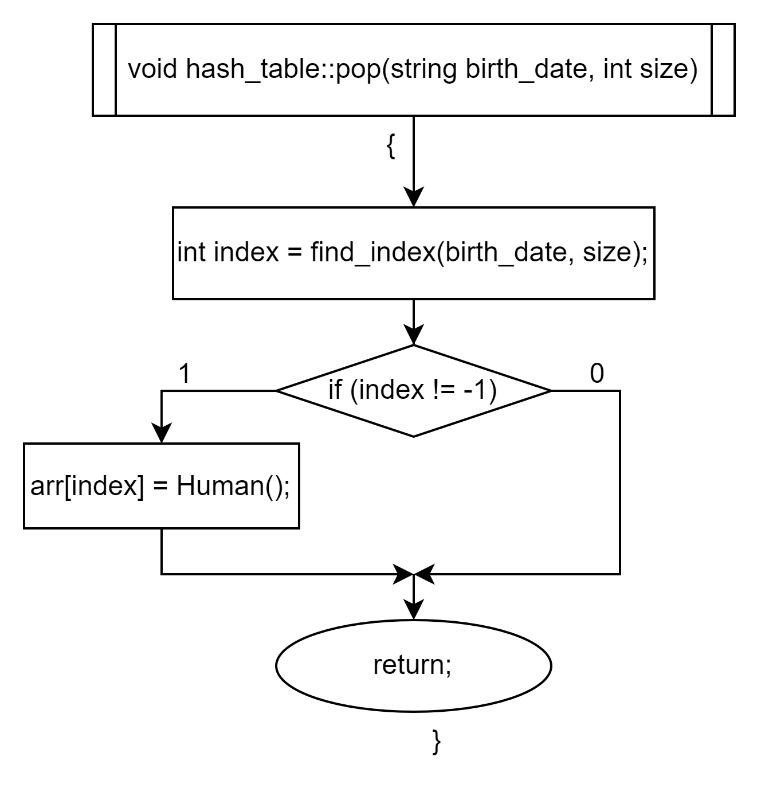 void hash_table::pop(string birth_date, int size)
{
int index = find_index(birth_date, size);
if (index != -1)
1
0
arr[index] = Human();
return;
}